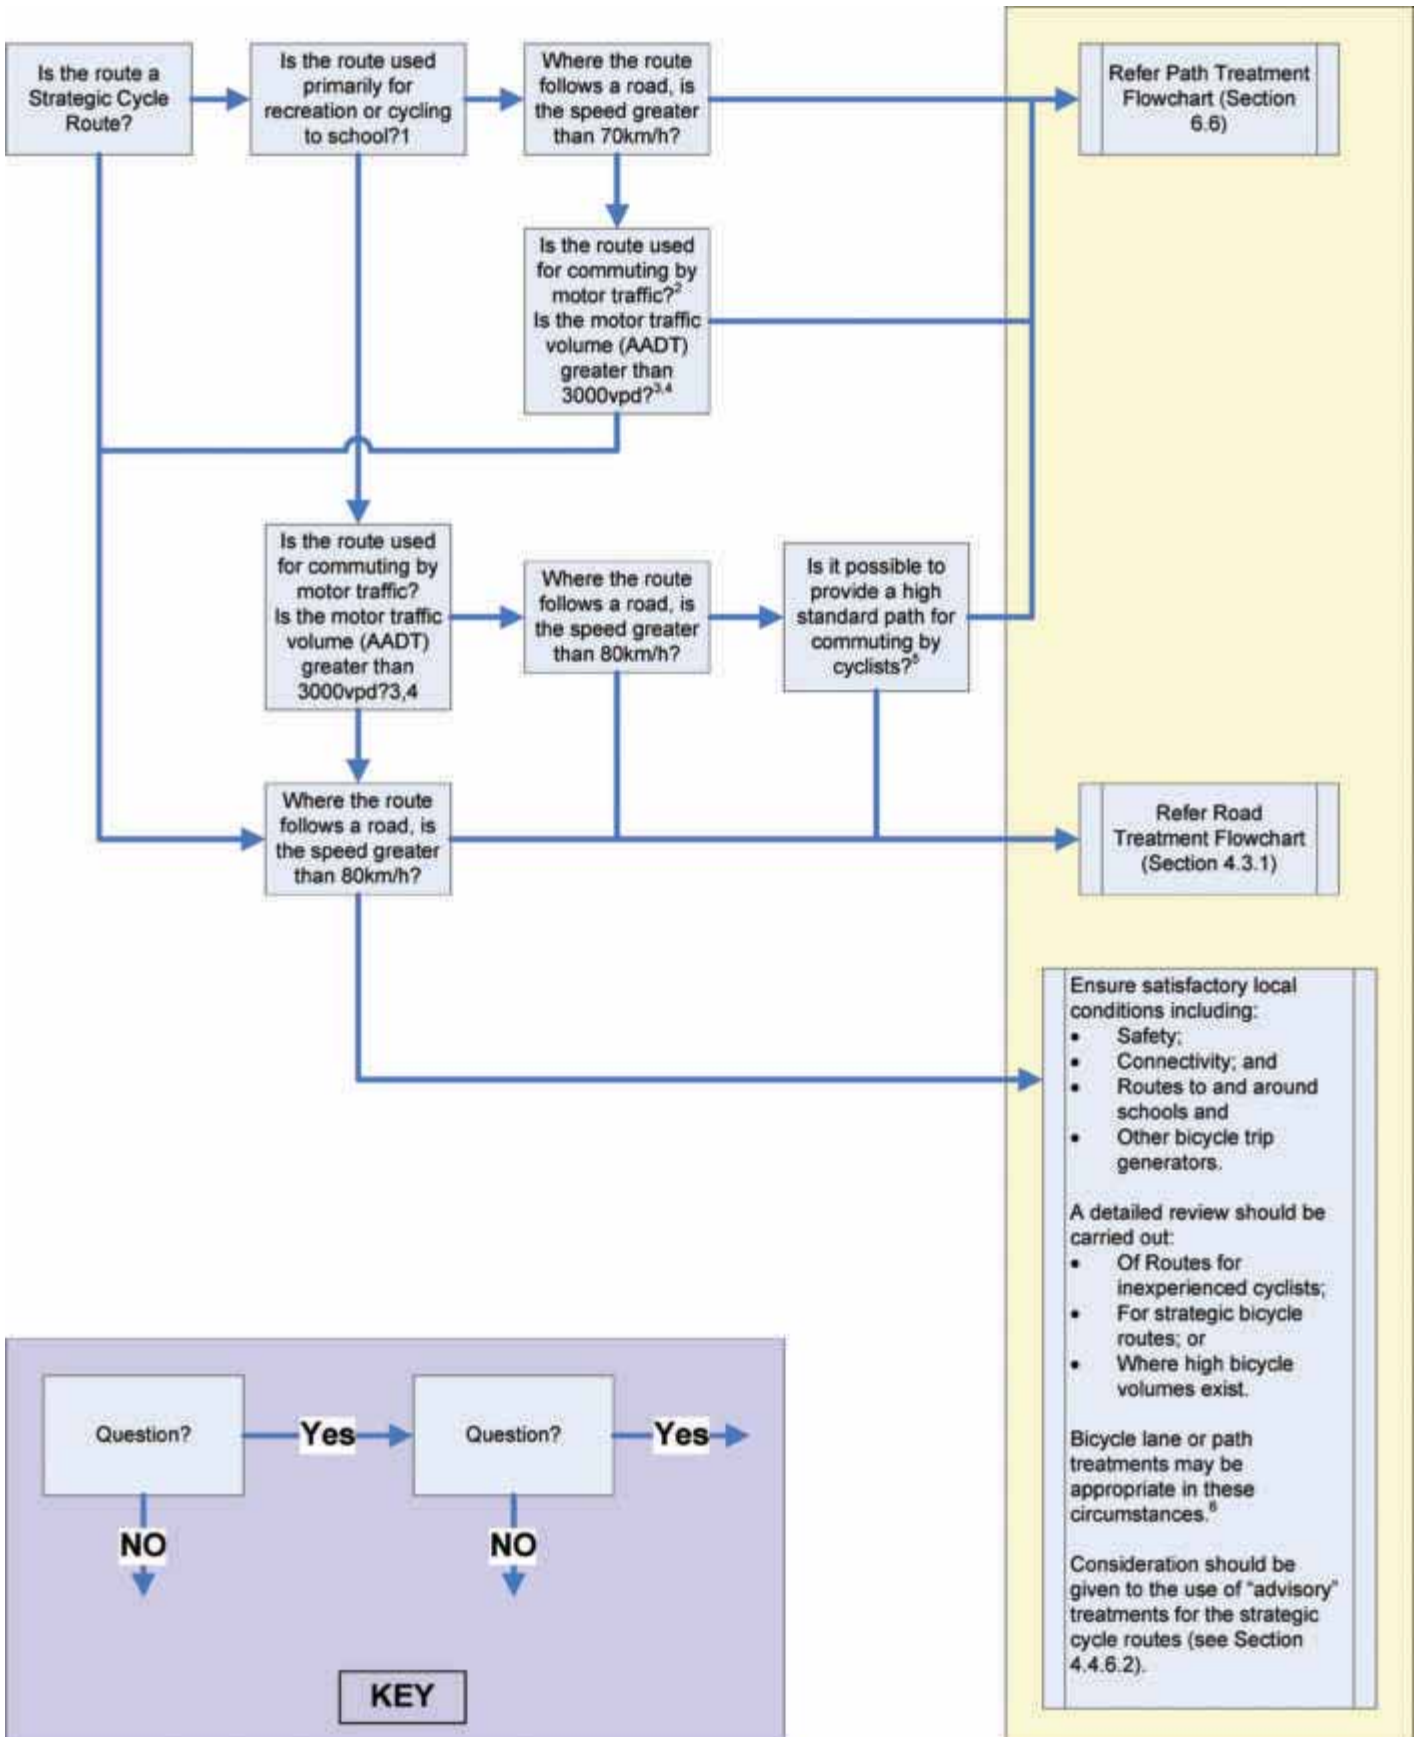 Is the route a
Strategic Cycle
Route?
Is the route used
primarily for
recreation or cycling
to school?1
Where the route
follows a road, is
the speed greater
than 70km/h?
Refer Path Treatment
Flowchart (Section
6.6)
Is the route used
for commuting by
motor traffic?²
Is the motor traffic
volume (AADT)
greater than
3000vpd?³,⁴
Is the route used
for commuting by
motor traffic?
Is the motor traffic
volume (AADT)
greater than
3000vpd?3,4
Where the route
follows a road, is
the speed greater
than 80km/h?
Is it possible to
provide a high
standard path for
commuting by
cyclists?⁵
Where the route
follows a road, is
the speed greater
than 80km/h?
Refer Road
Treatment Flowchart
(Section 4.3.1)
Ensure satisfactory local
conditions including:
• Safety;
• Connectivity; and
• Routes to and around
schools and
• Other bicycle trip
generators.
A detailed review should be
carried out:
• Of Routes for
inexperienced cyclists;
• For strategic bicycle
routes; or
• Where high bicycle
volumes exist.
Bicycle lane or path
treatments may be
appropriate in these
circumstances.⁶
Consideration should be
given to the use of “advisory”
treatments for the strategic
cycle routes (see Section
4.4.6.2).
Question?
Yes
Question?
Yes
NO
NO
KEY